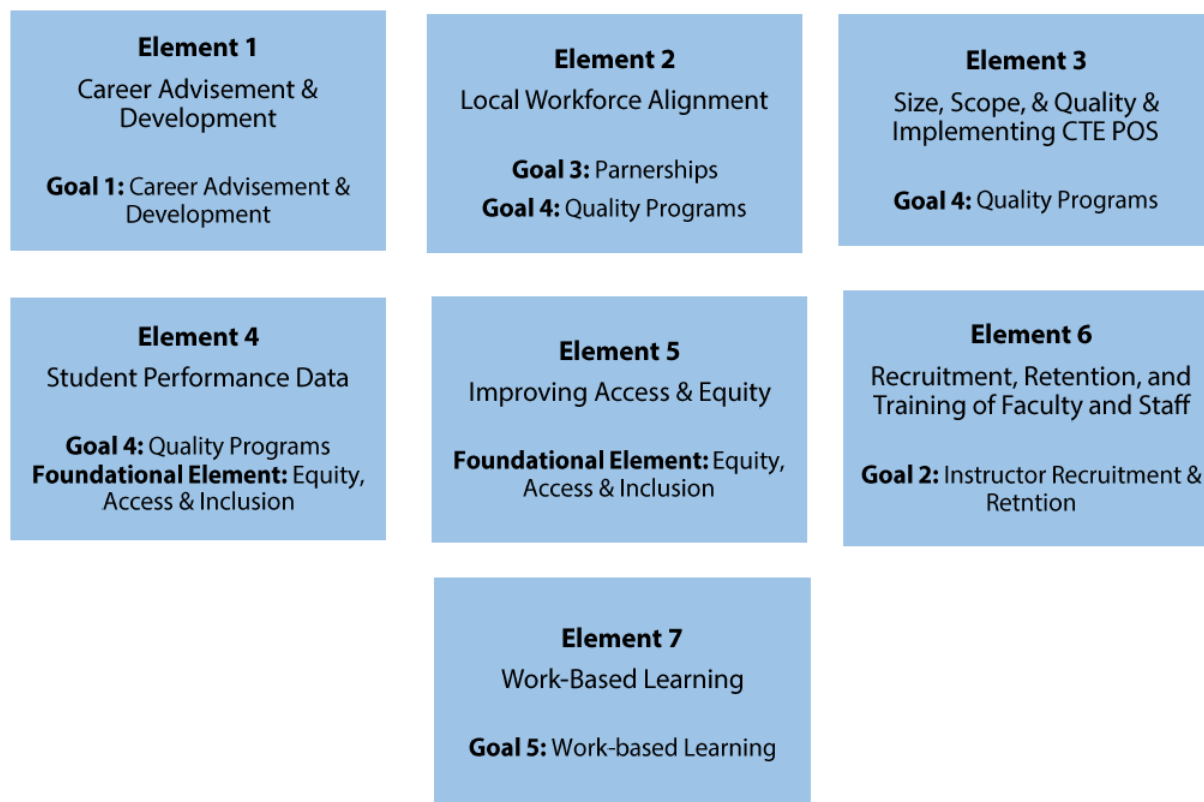 Element 1
Career Advisement &
Development
Goal 1: Career Advisement &
Development
Element 2
Local Workforce Alignment
Goal 3: Parnerships
Goal 4: Quality Programs
Element 3
Size, Scope, & Quality &
Implementing CTE POS
Goal 4: Quality Programs
Element 4
Student Performance Data
Goal 4: Quality Programs
Foundational Element: Equity,
Access & Inclusion
Element 5
Improving Access & Equity
Foundational Element: Equity,
Access & Inclusion
Element 6
Recruitment, Retention, and
Training of Faculty and Staff
Goal 2: Instructor Recruitment &
Retntion
Element 7
Work-Based Learning
Goal 5: Work-based Learning